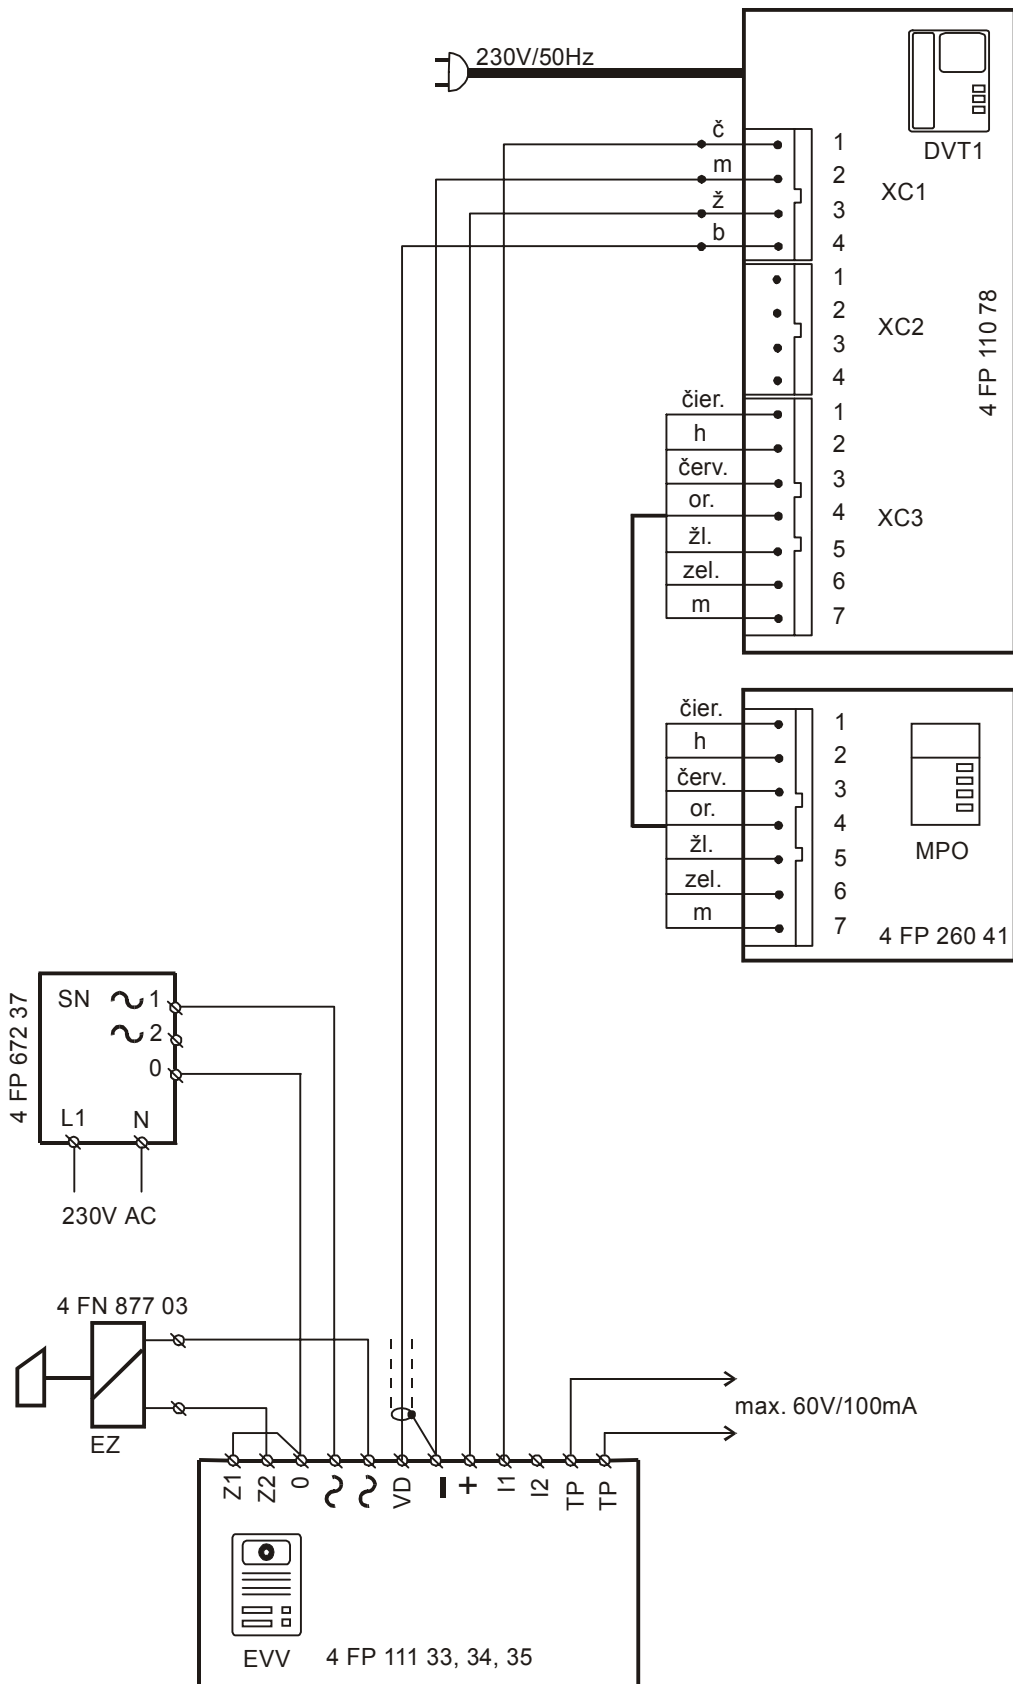 230V/50Hz
DVT1
č
1
m
2
XC1
ž
3
b
4
1
2
XC2
3
4
4 FP 110 78
čier.
1
h
2
červ.
3
or.
4
XC3
žl.
5
zel.
6
m
7
čier.
1
h
2
červ.
3
or.
4
MPO
žl.
5
zel.
6
m
7
4 FP 260 41
4 FP 672 37
SN
1
2
0
L1
N
230V AC
4 FN 877 03
EZ
max. 60V/100mA
Z1
Z2
0
VD
–
+
I1
I2
TP
TP
EVV
4 FP 111 33, 34, 35